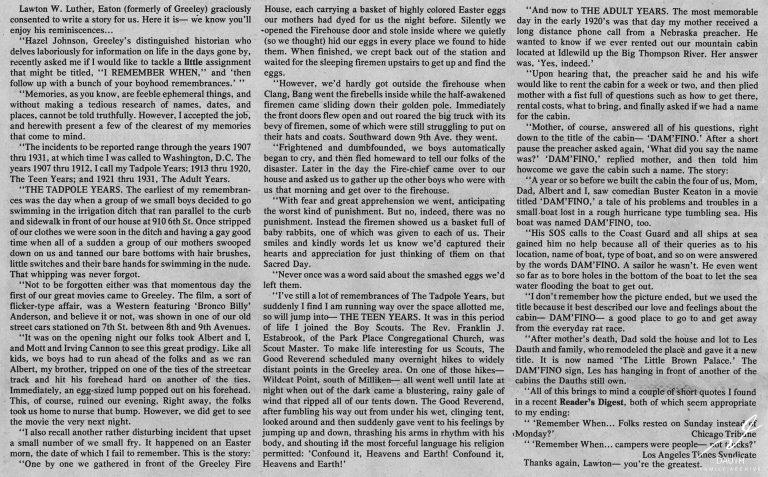 Lawton W. Luther, Eaton (formerly of Greeley) graciously
consented to write a story for us. Here it is— we know you'll
enjoy his reminiscences...
"Hazel Johnson, Greeley's distinguished historian who
delves laboriously for information on life in the days gone by,
recently asked me if I would like to tackle a little assignment
that might be titled, "I REMEMBER WHEN," and 'then
follow up with a bunch of your boyhood remembrances.' "
"Memories, as you know, are feeble ephemeral things, and
without making a tedious research of names, dates, and
places, cannot be told truthfully. However, I accepted the job,
and herewith present a few of the clearest of my memories
that come to mind.
"The incidents to be reported range through the years 1907
thru 1931, at which time I was called to Washington, D.C. The
years 1907 thru 1912, I call my Tadpole Years; 1913 thru 1920,
The Teen Years; and 1921 thru 1931, The Adult Years.
"THE TADPOLE YEARS. The earliest of my remembran-
ces was the day when a group of we small boys decided to go
swimming in the irrigation ditch that ran parallel to the curb
and sidewalk in front of our house at 910 6th St. Once stripped
of our clothes we were soon in the ditch and having a gay good
time when all of a sudden a group of our mothers swooped
down on us and tanned our bare bottoms with hair brushes,
little switches and their bare hands for swimming in the nude.
That whipping was never forgot.
"Not to be forgotten either was that momentous day the
first of our great movies came to Greeley. The film, a sort of
flicker-type affair, was a Western featuring 'Bronco Billy'
Anderson, and believe it or not, was shown in one of our old
street cars stationed on 7th St. between 8th and 9th Avenues.
"It was on the opening night our folks took Albert and I,
and Mott and Irving Cannon to see this great prodigy. Like all
kids, we boys had to run ahead of the folks and as we ran
Albert, my brother, tripped on one of the ties of the streetcar
track and hit his forehead hard on another of the ties.
Immediately, an egg-sized lump popped out on his forehead.
This, of course, ruined our evening. Right away, the folks
took us home to nurse that bump. However, we did get to see
the movie the very next night.
"I also recall another rather disturbing incident that upset
a small number of we small fry. It happened on an Easter
morn, the date of which I fail to remember. This is the story:
"One by one we gathered in front of the Greeley Fire
House, each carrying a basket of highly colored Easter eggs
our mothers had dyed for us the night before. Silently we
opened the Firehouse door and stole inside where we quietly
(so we thought) hid our eggs in every place we found to hide
them. When finished, we crept back out of the station and
waited for the sleeping firemen upstairs to get up and find the
eggs.
"However, we'd hardly got outside the firehouse when
Clang, Bang went the firebells inside while the half-awakened
firemen came sliding down their golden pole. Immediately
the front doors flew open and out roared the big truck with its
bevy of firemen, some of which were still struggling to put on
their hats and coats. Southward down 9th Ave. they went.
"Frightened and dumbfounded, we boys automatically
began to cry, and then fled homeward to tell our folks of the
disaster. Later in the day the Fire-chief came over to our
house and asked us to gather up the other boys who were with
us that morning and get over to the firehouse.
"With fear and great apprehension we went, anticipating
the worst kind of punishment. But no, indeed, there was no
punishment. Instead the firemen showed us a basket full of
baby rabbits, one of which was given to each of us. Their
smiles and kindly words let us know we'd captured their
hearts and appreciation for just thinking of them on that
Sacred Day.
"Never once was a word said about the smashed eggs we'd
left them.
"I've still a lot of remembrances of The Tadpole Years, but
suddenly I find I am running way over the space allotted me,
so will jump into— THE TEEN YEARS. It was in this period
of life I joined the Boy Scouts. The Rev. Franklin J.
Estabrook, of the Park Place Congregational Church, was
Scout Master. To make life interesting for us Scouts, The
Good Reverend scheduled many overnight hikes to widely
distant points in the Greeley area. On one of those hikes—
Wildcat Point, south of Milliken— all went well until late at
night when out of the dark came a blustering, rainy gale of
wind that ripped all of our tents down. The Good Reverend,
after fumbling his way out from under his wet, clinging tent,
looked around and then suddenly gave vent to his feelings by
jumping up and down, thrashing his arms in rhythm with his
body, and shouting in the most forceful language his religion
permitted: 'Confound it, Heavens and Earth! Confound it,
Heavens and Earth!'
"And now to THE ADULT YEARS. The most memorable
day in the early 1920's was that day my mother received a
long distance phone call from a Nebraska preacher. He
wanted to know if we ever rented out our mountain cabin
located at Idlewild up the Big Thompson River. Her answer
was, 'Yes, indeed.'
"Upon hearing that, the preacher said he and his wife
would like to rent the cabin for a week or two, and then plied
mother with a fist full of questions such as how to get there,
rental costs, what to bring, and finally asked if we had a name
for the cabin.
"Mother, of course, answered all of his questions, right
down to the title of the cabin— 'DAM'FINO.' After a short
pause the preacher asked again, 'What did you say the name
was?' 'DAM'FINO,' replied mother, and then told him
howcome we gave the cabin such a name. The story:
"A year or so before we built the cabin the four of us, Mom,
Dad, Albert and I, saw comedian Buster Keaton in a movie
titled 'DAM'FINO,' a tale of his problems and troubles in a
small boat lost in a rough hurricane type tumbling sea. His
boat was named DAM'FINO, too.
"His SOS calls to the Coast Guard and all ships at sea
gained him no help because all of their queries as to his
location, name of boat, type of boat, and so on were answered
by the words DAM'FINO. A sailor he wasn't. He even went
so far as to bore holes in the bottom of the boat to let the sea
water flooding the boat to get out.
"I don't remember how the picture ended, but we used the
title because it best described our love and feelings about the
cabin— DAM'FINO— a good place to go to and get away
from the everyday rat race.
"After mother's death, Dad sold the house and lot to Les
Dauth and family, who remodeled the place and gave it a new
title. It is now named 'The Little Brown Palace.' The
DAM'FINO sign, Les has hanging in front of another of the
cabins the Dauths still own.
"All of this brings to mind a couple of short quotes I found
in a recent Reader's Digest, both of which seem appropriate
to my ending:
" 'Remember When... Folks rested on Sunday instead of
Monday?' Chicago Tribune
" 'Remember When... campers were people— not trucks?'
Los Angeles Times Syndicate
Thanks again, Lawton— you're the greatest.
DAUTH
FAMILY ARCHIVE